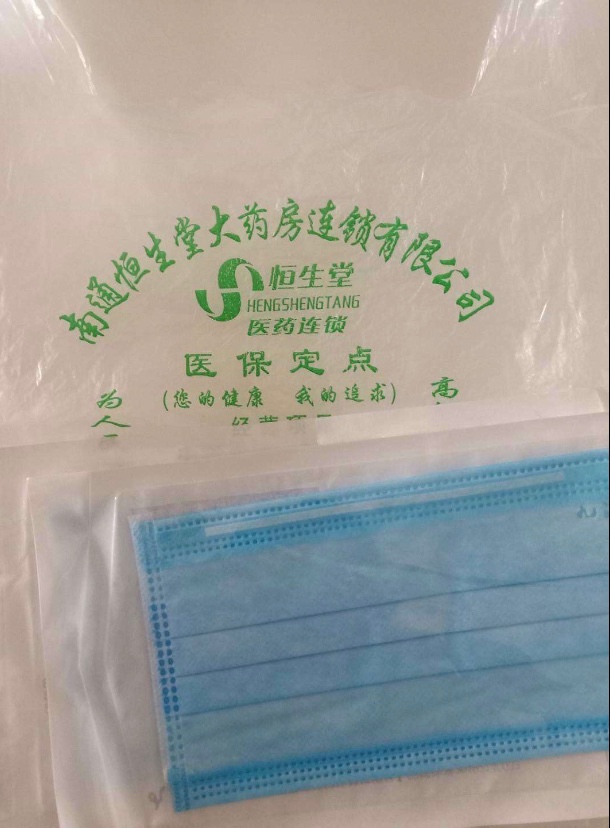 南通恒生堂大药房连锁有限公司
恒生堂
HENGSHENGTANG
医药连锁
医保定点
(您的健康 我的追求)
为人
高